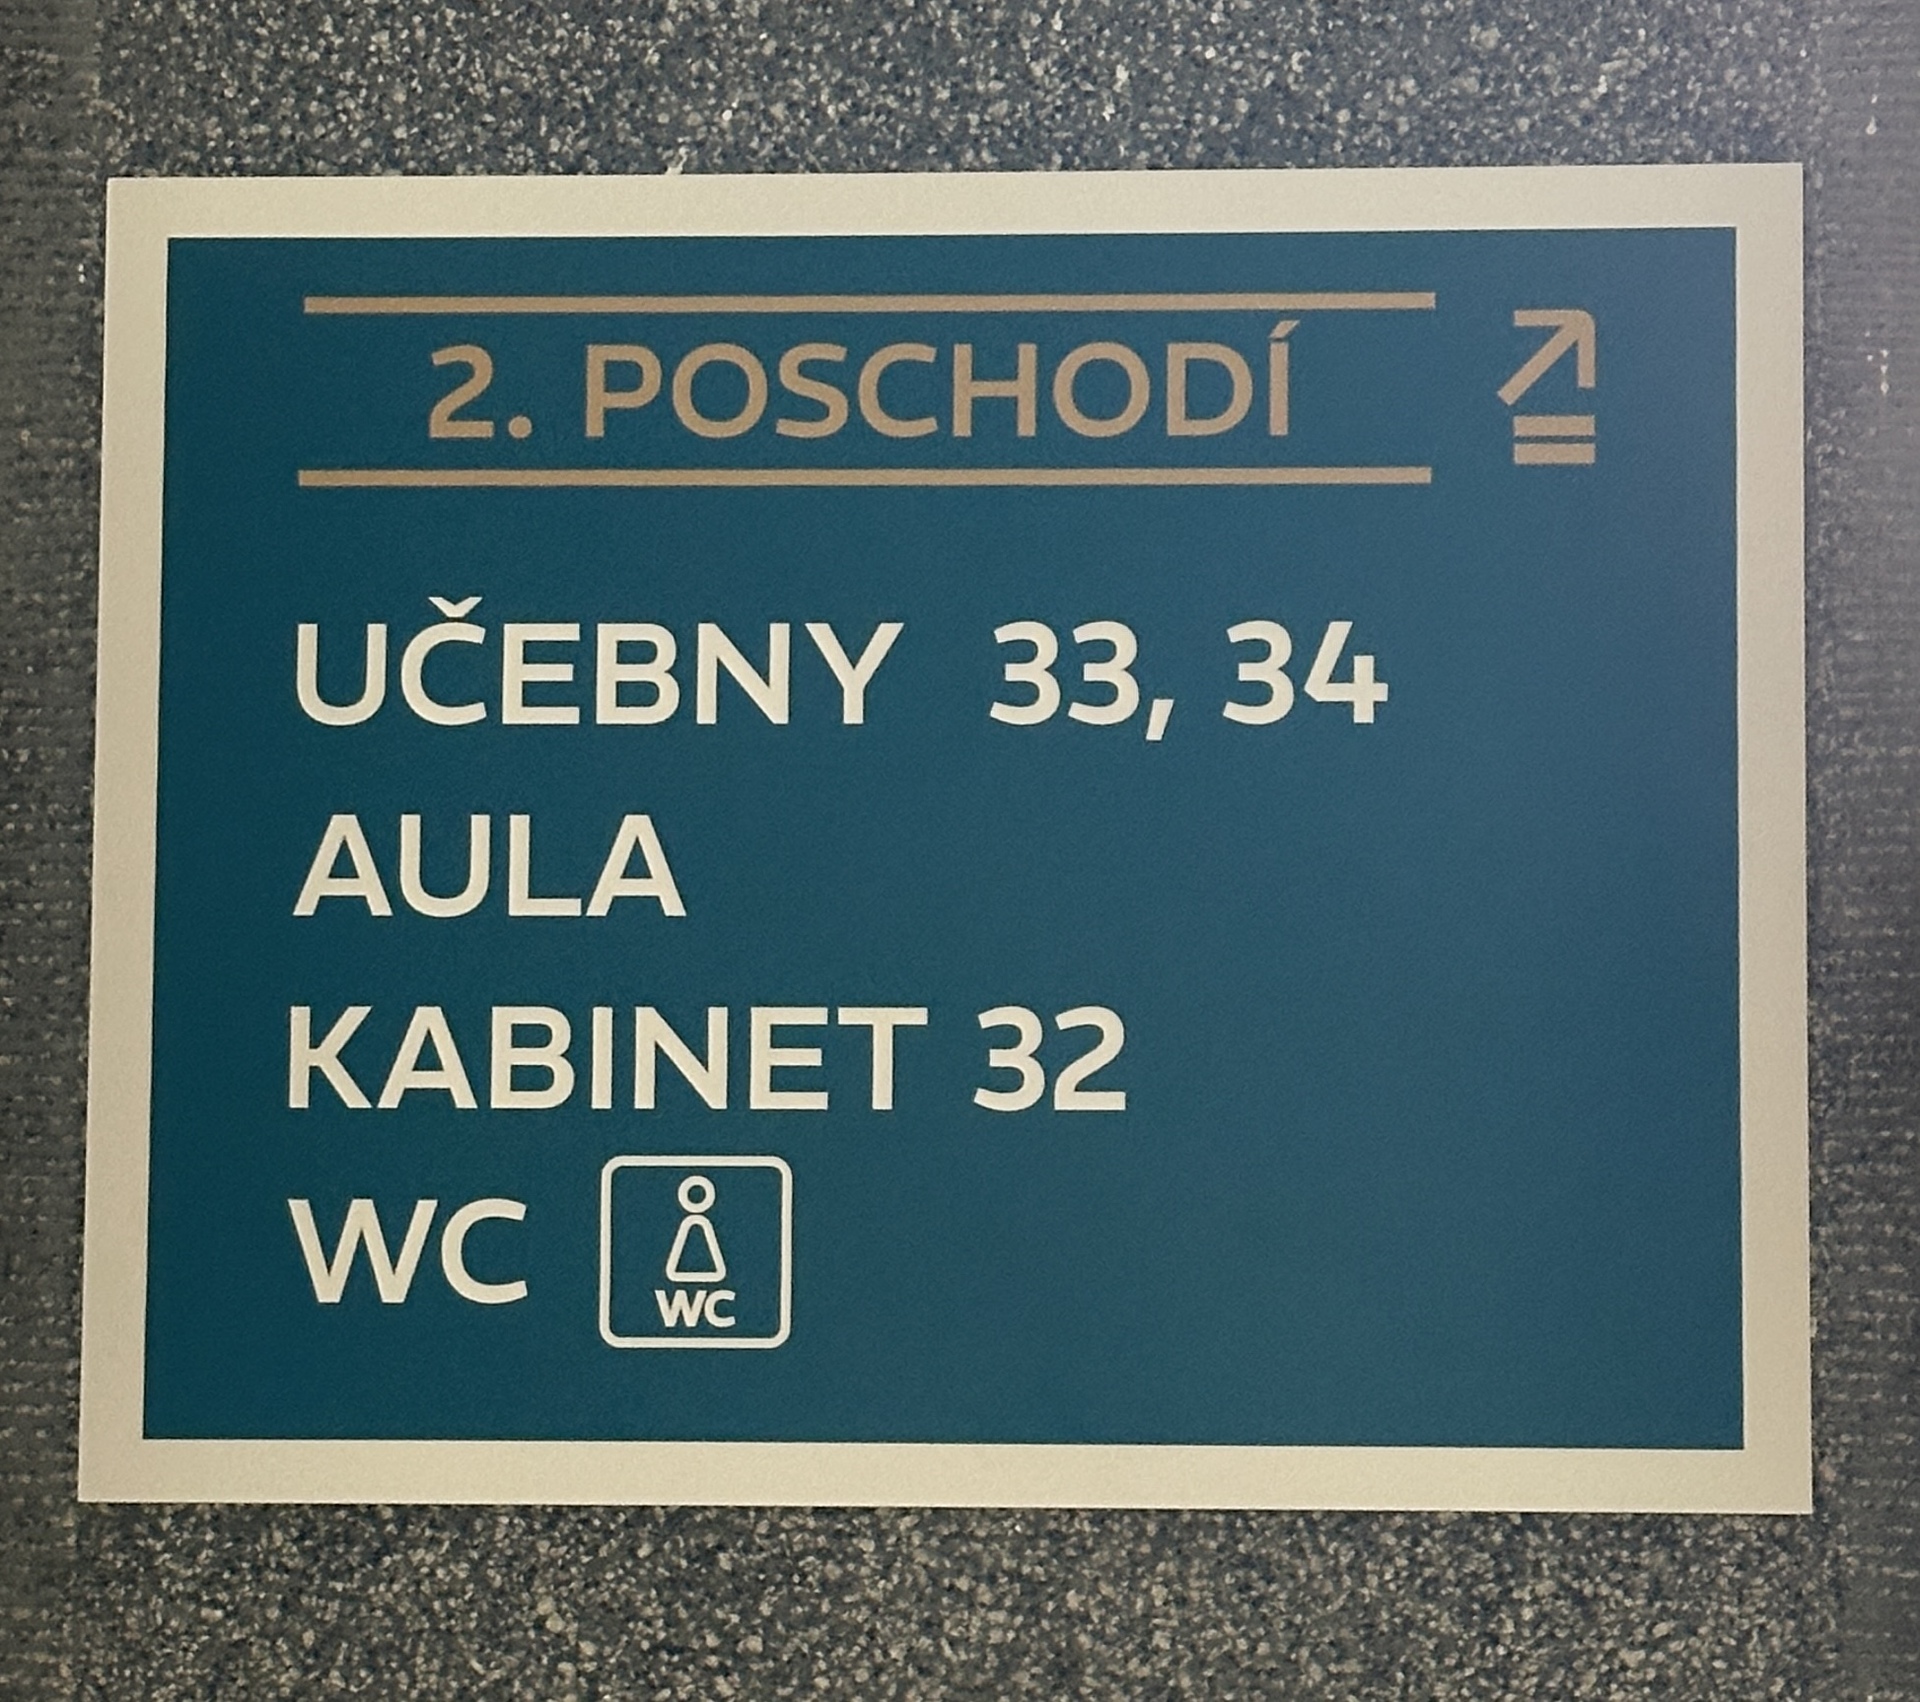 2. POSCHODÍ
UČEBNY 33, 34
AULA
KABINET 32
WC
WC